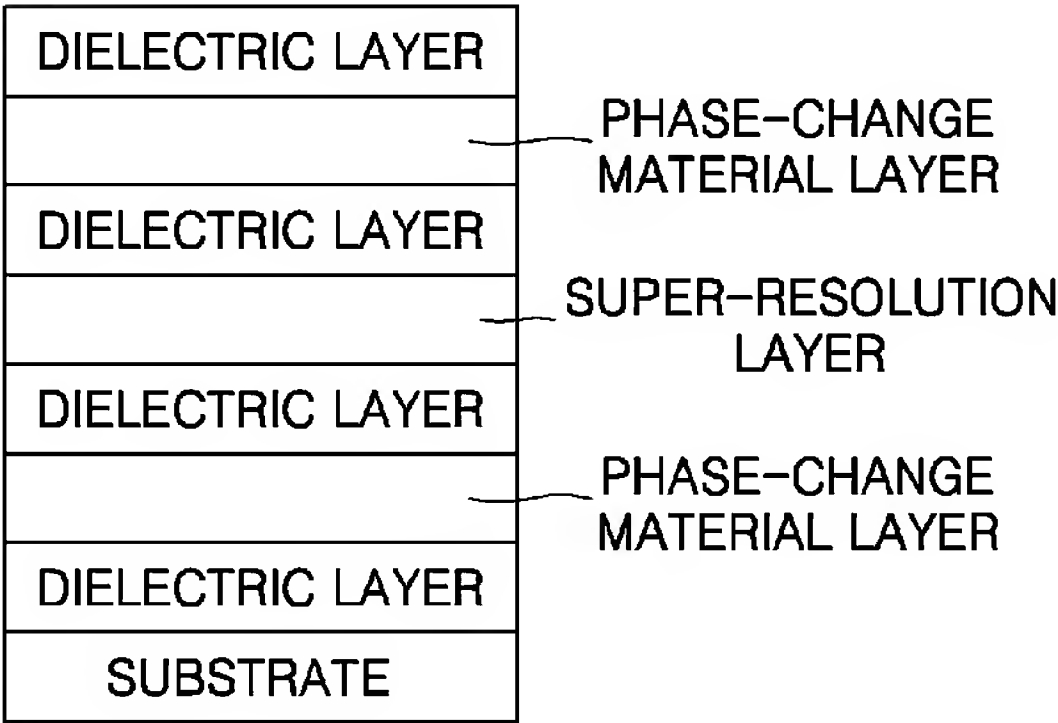 DIELECTRIC LAYER
PHASE-CHANGE
MATERIAL LAYER
DIELECTRIC LAYER
SUPER-RESOLUTION
LAYER
DIELECTRIC LAYER
PHASE-CHANGE
MATERIAL LAYER
DIELECTRIC LAYER
SUBSTRATE